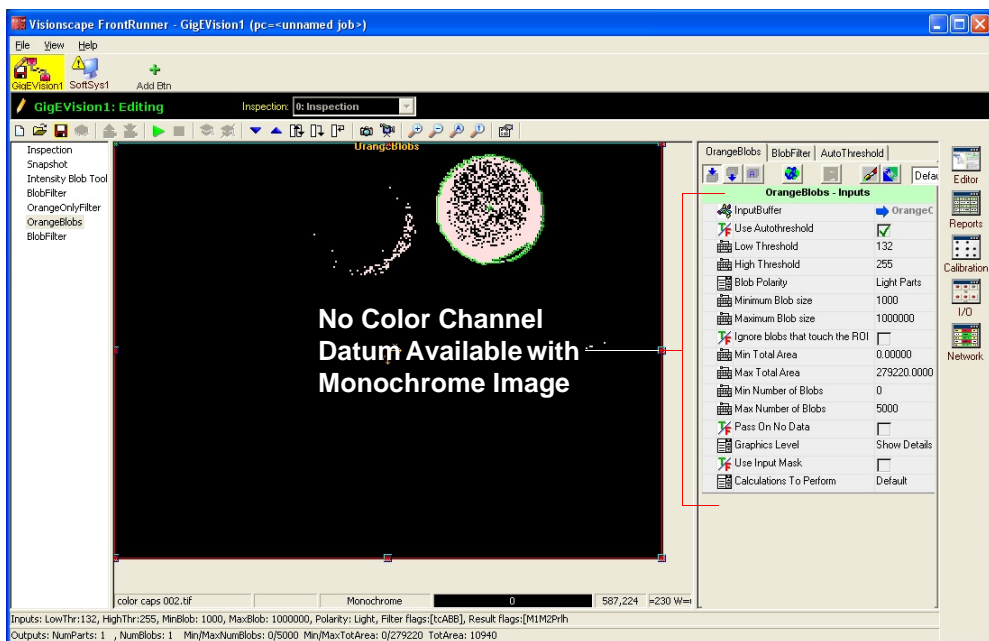 Visionscape FrontRunner - GigEVision1 (pc=<unnamed job>)
File View Help
GigEVision1 SoftSys1 Add Btn
GigEVision1: Editing Inspection: 0: Inspection
Inspection
Snapshot
Intensity Blob Tool
BlobFilter
OrangeOnlyFilter
OrangeBlobs
BlobFilter
OrangeBlobs
No Color Channel
Datum Available with
Monochrome Image
OrangeBlobs BlobFilter AutoThreshold
Defau
OrangeBlobs - Inputs
InputBuffer OrangeC
Use Autothreshold
Low Threshold 132
High Threshold 255
Blob Polarity Light Parts
Minimum Blob size 1000
Maximum Blob size 1000000
Ignore blobs that touch the ROI
Min Total Area 0.00000
Max Total Area 279220.0000
Min Number of Blobs 0
Max Number of Blobs 5000
Pass On No Data
Graphics Level Show Details
Use Input Mask
Calculations To Perform Default
Editor
Reports
Calibration
I/O
Network
color caps 002.tif Monochrome 0 587,224 =230 W=
Inputs: LowThr:132, HighThr:255, MinBlob: 1000, MaxBlob: 1000000, Polarity: Light, Filter flags:[tcABB], Result flags:[M1M2Prlh
Outputs: NumParts: 1 , NumBlobs: 1 Min/MaxNumBlobs: 0/5000 Min/MaxTotArea: 0/279220 TotArea: 10940